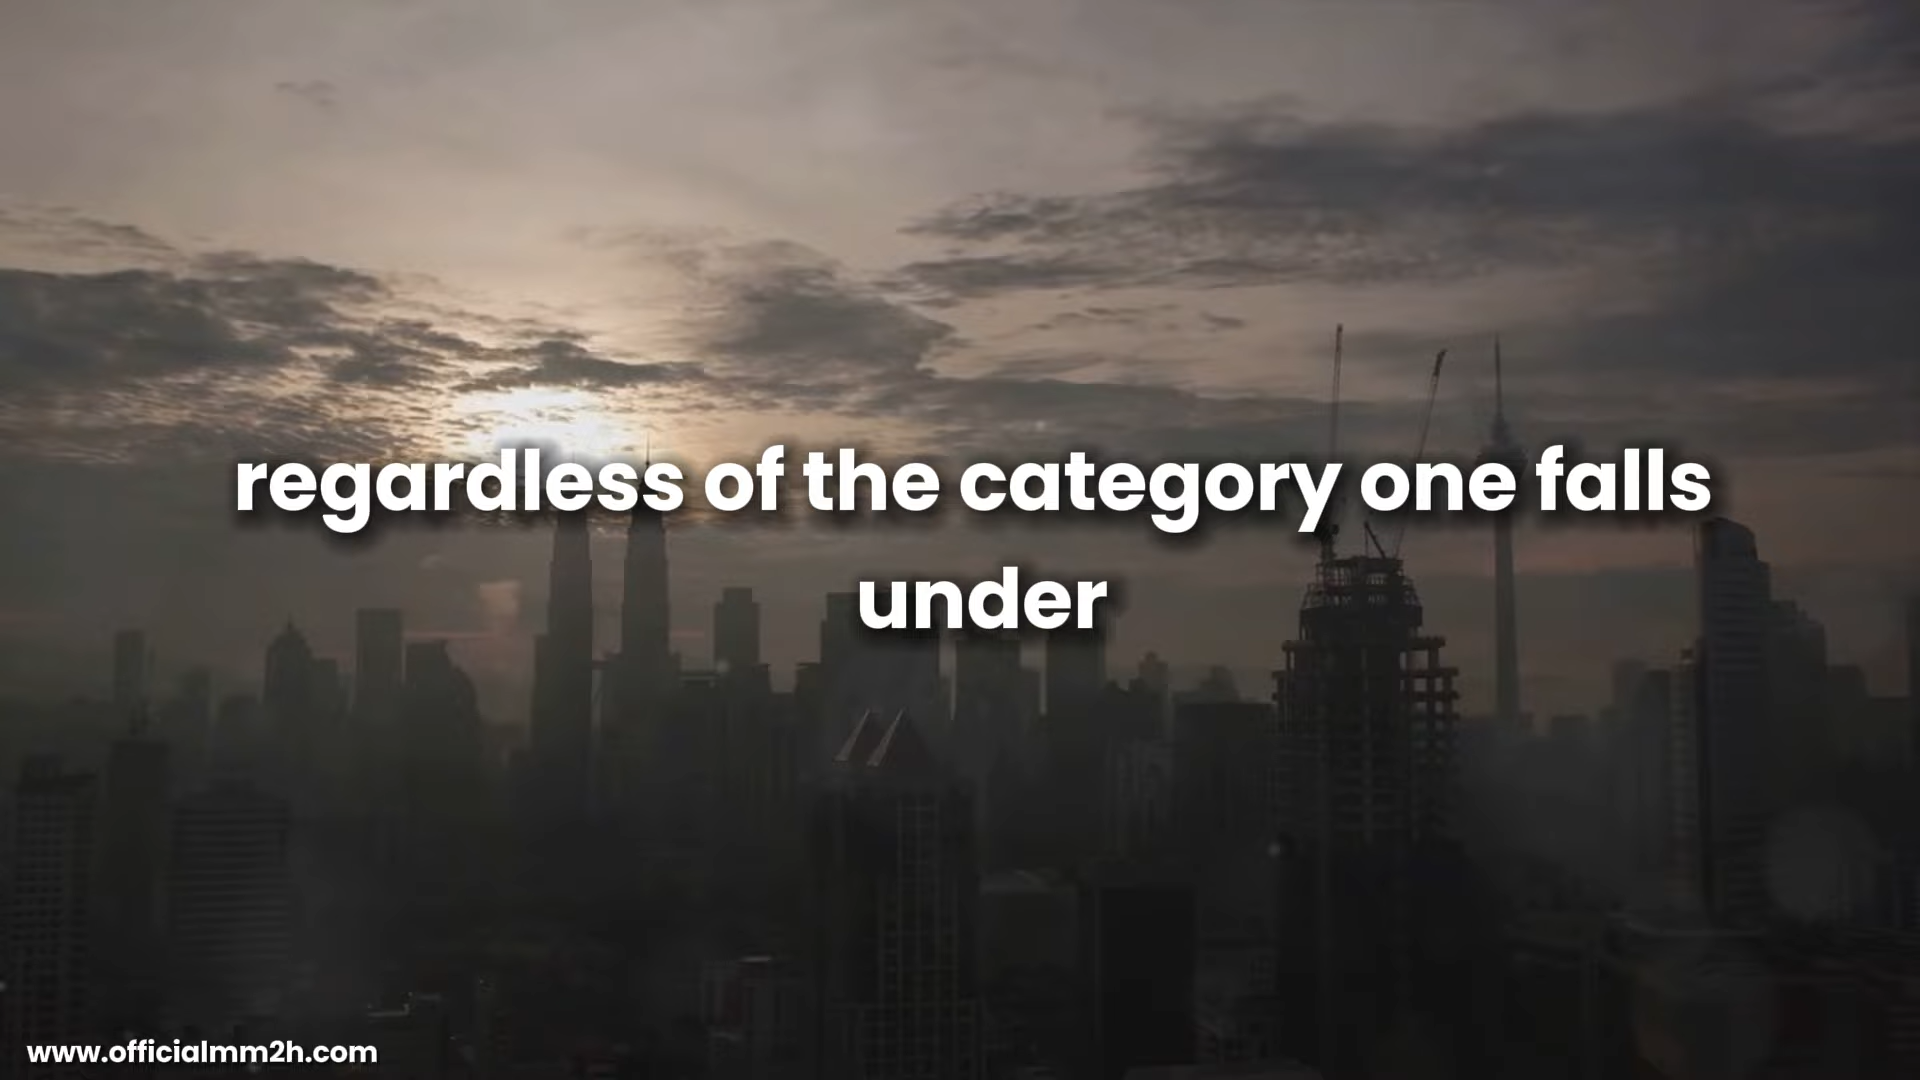 regardless of the category one falls
under
www.officialmm2h.com